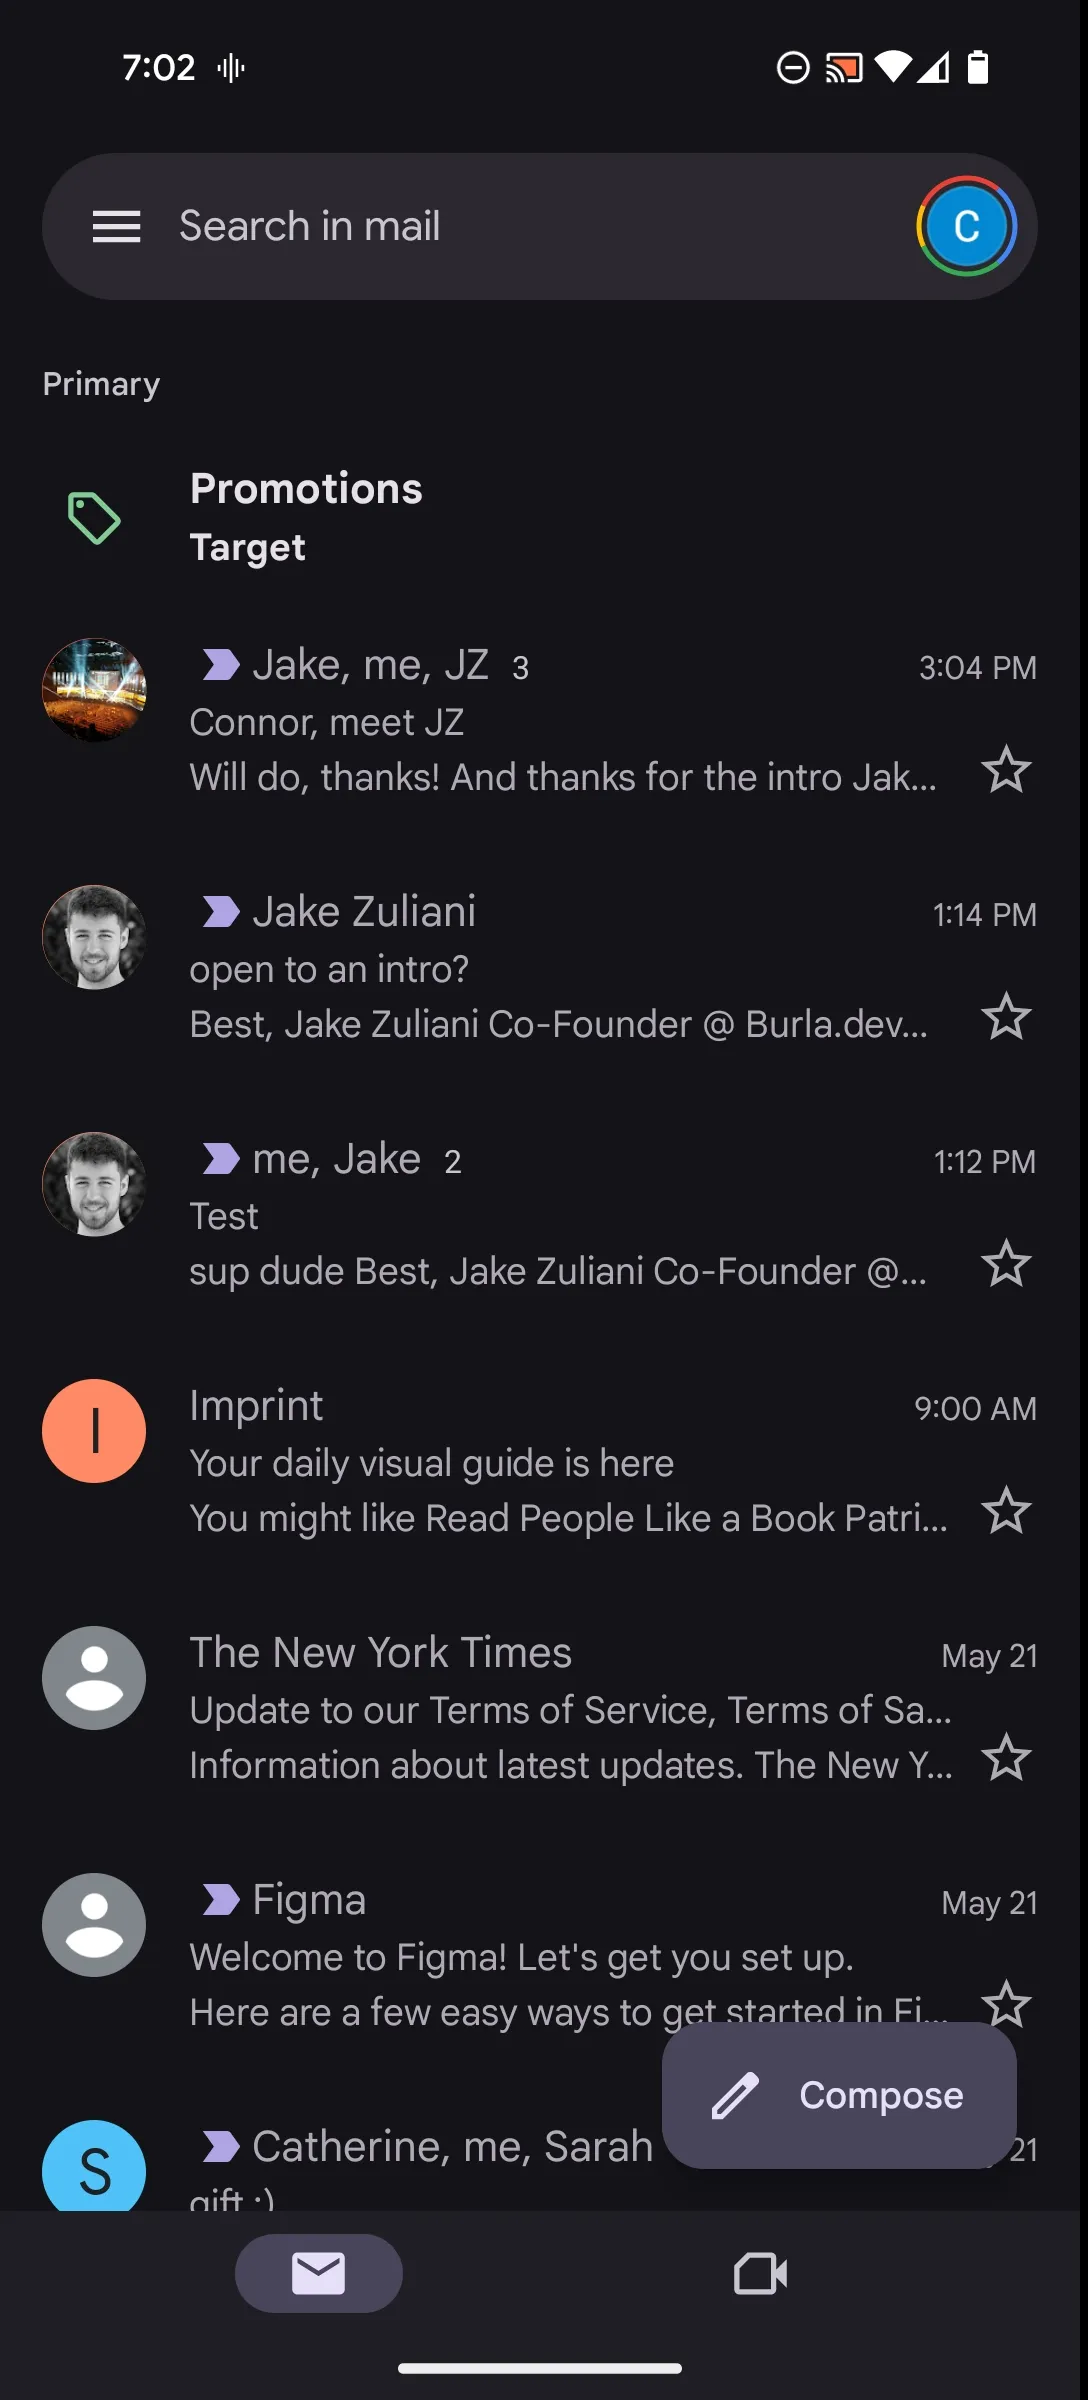 7:02
Search in mail
C
Primary
Promotions
Target
Jake, me, JZ 3
3:04 PM
Connor, meet JZ
Will do, thanks! And thanks for the intro Jak...
Jake Zuliani
1:14 PM
open to an intro?
Best, Jake Zuliani Co-Founder @ Burla.dev...
me, Jake 2
1:12 PM
Test
sup dude Best, Jake Zuliani Co-Founder @...
I
Imprint
9:00 AM
Your daily visual guide is here
You might like Read People Like a Book Patri...
The New York Times
May 21
Update to our Terms of Service, Terms of Sa...
Information about latest updates. The New Y...
Figma
May 21
Welcome to Figma! Let's get you set up.
Here are a few easy ways to get started in Fi...
Compose
S
Catherine, me, Sarah
21
gift :)